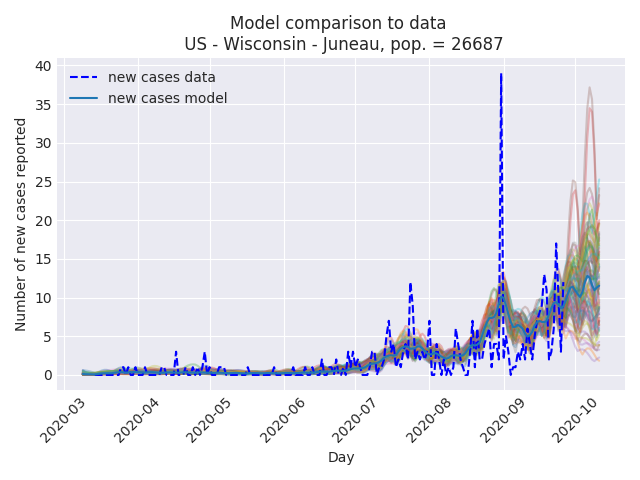 Model comparison to data
US - Wisconsin - Juneau, pop. = 26687
new cases data
new cases model
Number of new cases reported
40
35
30
25
20
15
10
5
0
2020-03
2020-04
2020-05
2020-06
2020-07
2020-08
2020-09
2020-10
Day